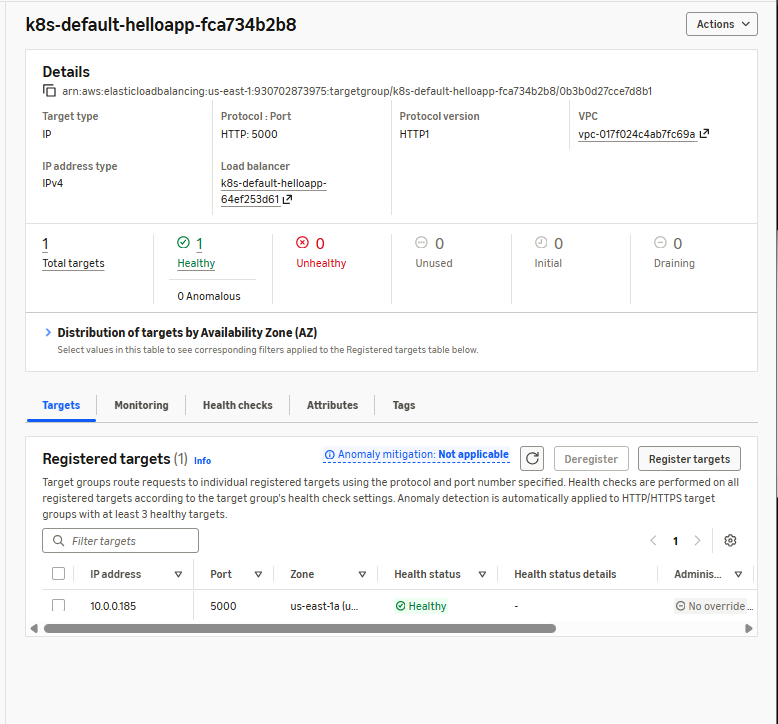 k8s-default-helloapp-fca734b2b8
Actions
Details
arn:aws:elasticloadbalancing:us-east-1:930702873975:targetgroup/k8s-default-helloapp-fca734b2b8/0b3b0d27cce7d8b1
Target type
IP
Protocol : Port
HTTP: 5000
Protocol version
HTTP1
VPC
vpc-017f024c4ab7fc69a
IP address type
IPv4
Load balancer
k8s-default-helloapp-
64ef253d61
1
Total targets
1
Healthy
0 Anomalous
0
Unhealthy
0
Unused
0
Initial
0
Draining
Distribution of targets by Availability Zone (AZ)
Select values in this table to see corresponding filters applied to the Registered targets table below.
Targets
Monitoring
Health checks
Attributes
Tags
Registered targets (1) Info
Anomaly mitigation: Not applicable
Deregister
Register targets
Target groups route requests to individual registered targets using the protocol and port number specified. Health checks are performed on all
registered targets according to the target group's health check settings. Anomaly detection is automatically applied to HTTP/HTTPS target
groups with at least 3 healthy targets.
Filter targets
1
IP address
Port
Zone
Health status
Health status details
Adminis...
10.0.0.185
5000
us-east-1a (u...
Healthy
-
No override ...